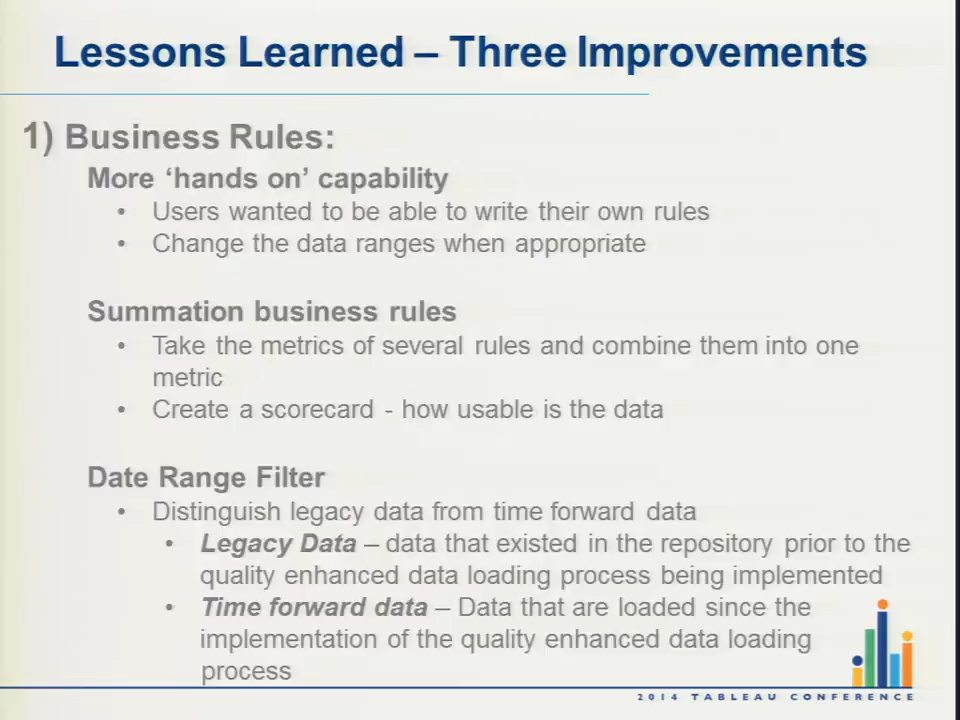 Lessons Learned – Three Improvements
1) Business Rules:
More ‘hands on’ capability
• Users wanted to be able to write their own rules
• Change the data ranges when appropriate
Summation business rules
• Take the metrics of several rules and combine them into one
metric
• Create a scorecard - how usable is the data
Date Range Filter
• Distinguish legacy data from time forward data
• Legacy Data – data that existed in the repository prior to the
quality enhanced data loading process being implemented
• Time forward data – Data that are loaded since the
implementation of the quality enhanced data loading
process
2014 TABLEAU CONFERENCE